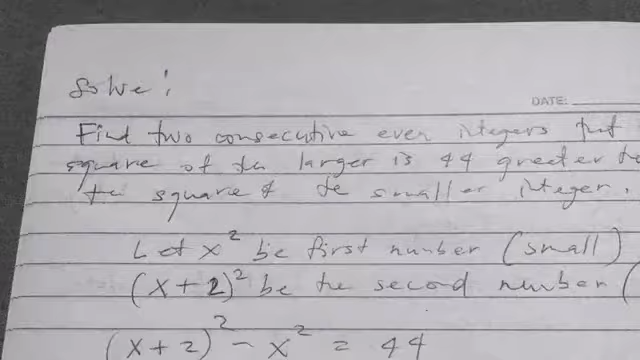 Solve:
DATE:
Find two consecutive even integers that
square of the larger is 44 greater
the square of the smaller integer.
Let x² be first number (small)
(x+2)² be the second number (
(x+2)² - x² = 44